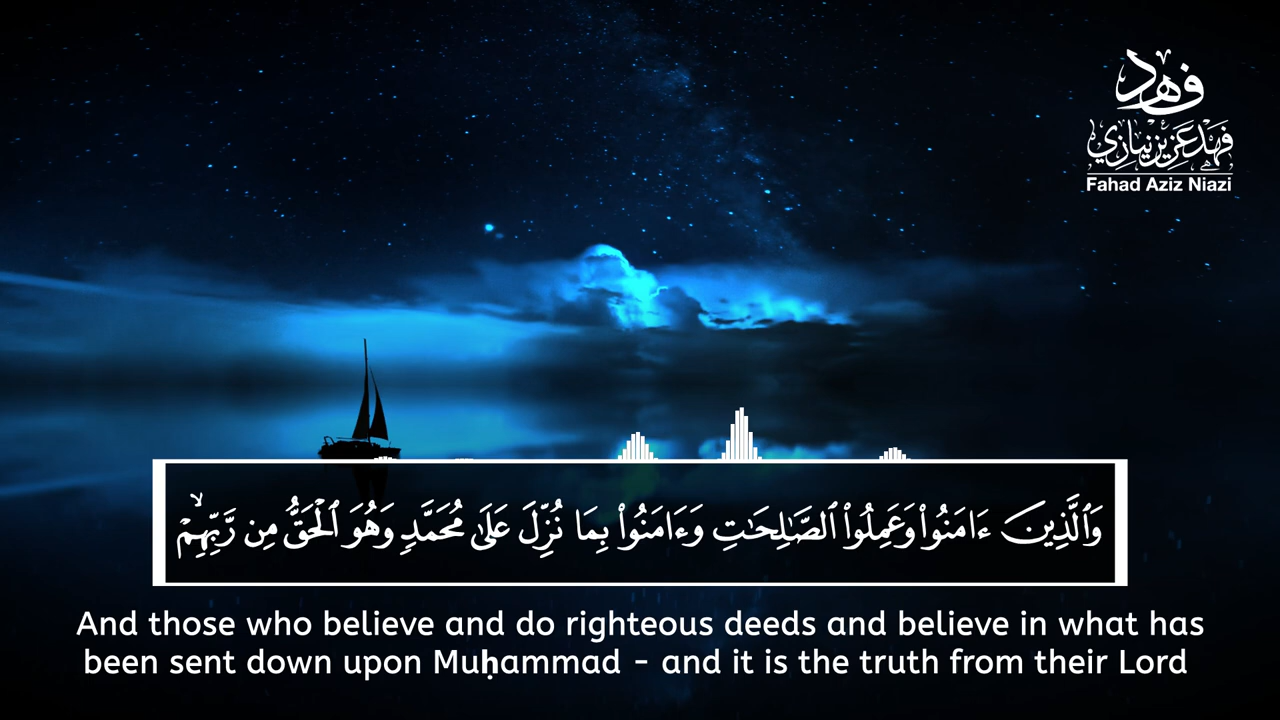 فهد
فَهَد عَزِيز نيازي
Fahad Aziz Niazi
وَٱلَّذِينَ ءَامَنُوا۟ وَعَمِلُوا۟ ٱلصَّـٰلِحَـٰتِ وَءَامَنُوا۟ بِمَا نُزِّلَ عَلَىٰ مُحَمَّدٍ وَهُوَ ٱلْحَقُّ مِن رَّبِّهِمْ ۙ
And those who believe and do righteous deeds and believe in what has
been sent down upon Muḥammad - and it is the truth from their Lord